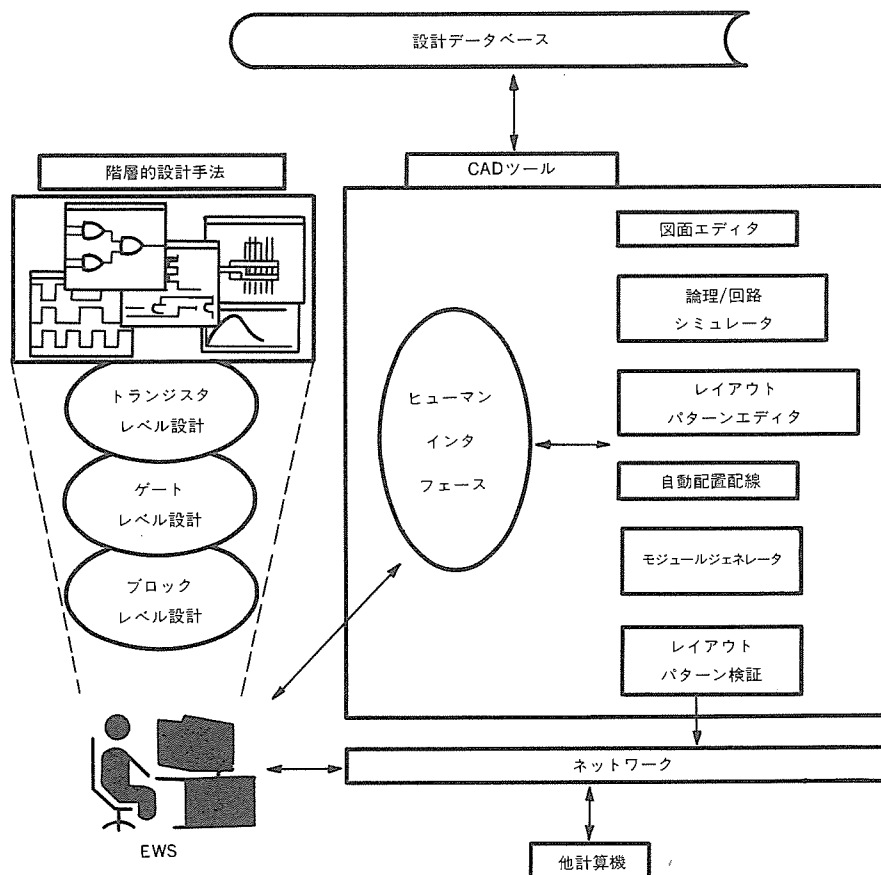 設計データベース
階層的設計手法
CADツール
図面エディタ
論理/回路
シミュレータ
レイアウト
パターンエディタ
自動配置配線
モジュールジェネレータ
レイアウト
パターン検証
ヒューマン
インタ
フェース
トランジスタ
レベル設計
ゲート
レベル設計
ブロック
レベル設計
EWS
ネットワーク
他計算機